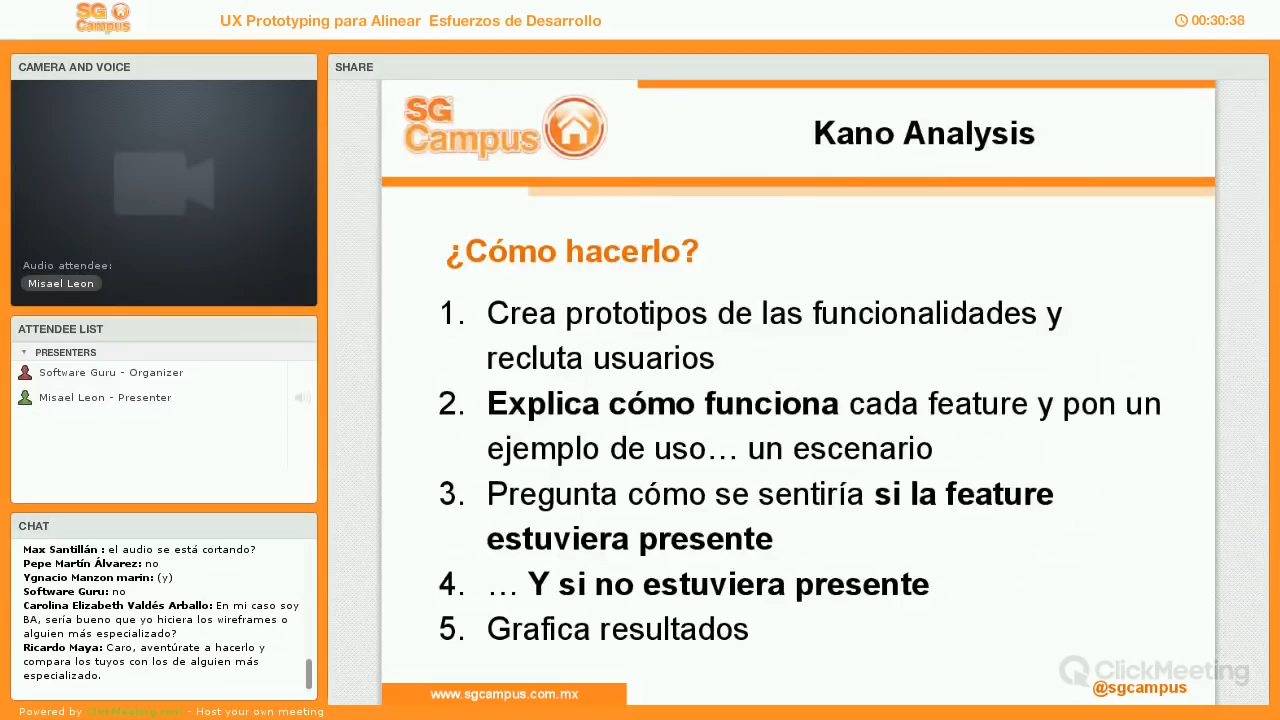 SG Campus
UX Prototyping para Alinear Esfuerzos de Desarrollo
00:30:38
CAMERA AND VOICE
Audio attendee:
Misael Leon
ATTENDEE LIST
PRESENTERS
Software Guru - Organizer
Misael Leon - Presenter
CHAT
Max Santillán : el audio se está cortando?
Pepe Martín Álvarez: no
Ygnacio Manzon marin: (y)
Software Guru: no
Carolina Elizabeth Valdés Arballo: En mi caso soy
BA, sería bueno que yo hiciera los wireframes o
alguien más especializado?
Ricardo Maya: Caro, aventúrate a hacerlo y
compara los tuyos con los de alguien más
especializado.
SHARE
SG
Campus
Kano Analysis
¿Cómo hacerlo?
1. Crea prototipos de las funcionalidades y
recluta usuarios
2. Explica cómo funciona cada feature y pon un
ejemplo de uso… un escenario
3. Pregunta cómo se sentiría si la feature
estuviera presente
4. … Y si no estuviera presente
5. Grafica resultados
www.sgcampus.com.mx
ClickMeeting
@sgcampus
Powered by ClickMeeting.com - Host your own meeting